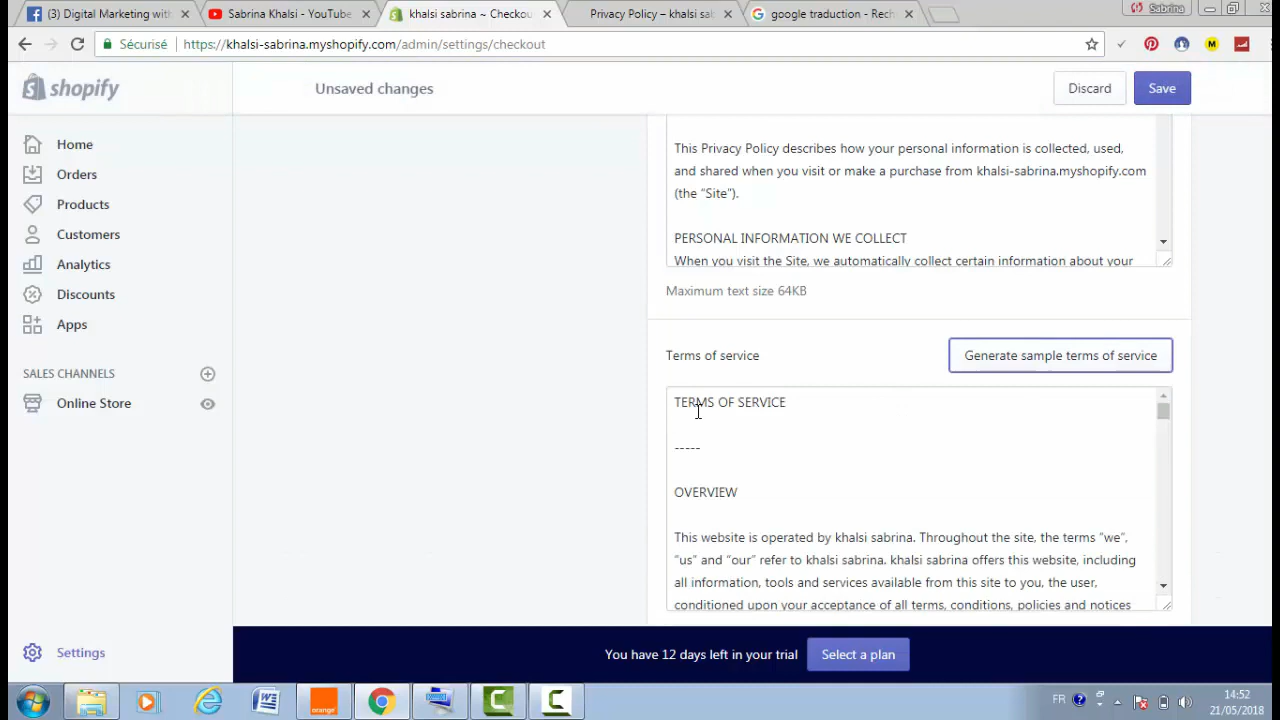 (3) Digital Marketing with
Sabrina Khalsi - YouTube
khalsi sabrina ~ Checkou
Privacy Policy – khalsi sab
google traduction - Rech
Sabrina
Sécurisé
https://khalsi-sabrina.myshopify.com/admin/settings/checkout
shopify
Unsaved changes
Discard
Save
Home
Orders
Products
Customers
Analytics
Discounts
Apps
SALES CHANNELS
Online Store
Settings
This Privacy Policy describes how your personal information is collected, used,
and shared when you visit or make a purchase from khalsi-sabrina.myshopify.com
(the “Site”).
PERSONAL INFORMATION WE COLLECT
When you visit the Site, we automatically collect certain information about your
Maximum text size 64KB
Terms of service
Generate sample terms of service
TERMS OF SERVICE
-----
OVERVIEW
This website is operated by khalsi sabrina. Throughout the site, the terms “we”,
“us” and “our” refer to khalsi sabrina. khalsi sabrina offers this website, including
all information, tools and services available from this site to you, the user,
conditioned upon your acceptance of all terms, conditions, policies and notices
You have 12 days left in your trial
Select a plan
orange
FR
14:52
21/05/2018